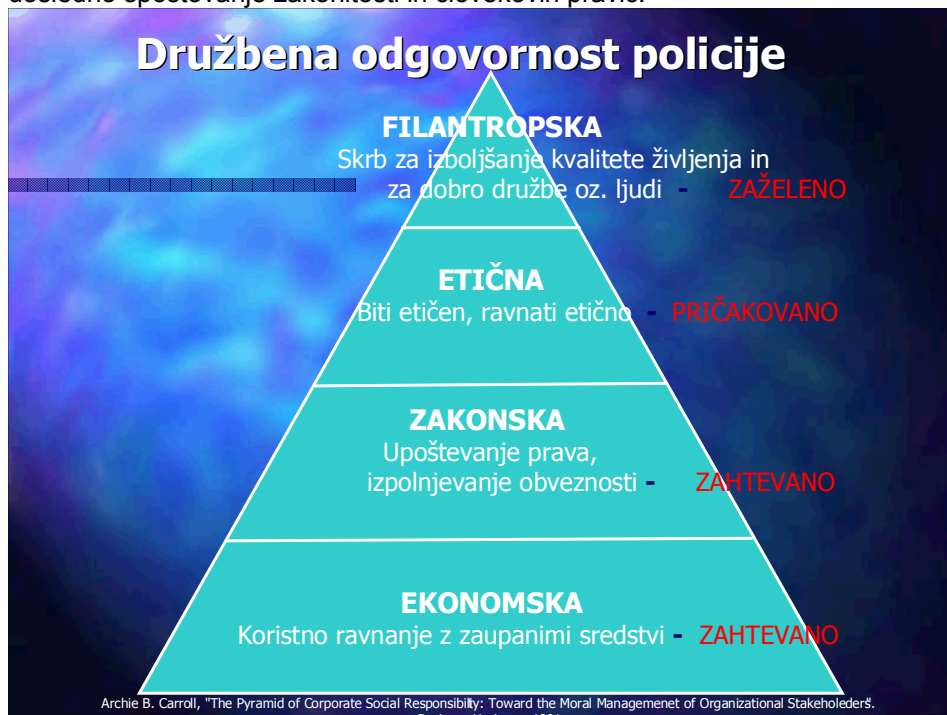 Družbena odgovornost policije
FILANTROPSKA
Skrb za izboljšanje kvalitete življenja in
za dobro družbe oz. ljudi - ZAŽELENO
ETIČNA
Biti etičen, ravnati etično - PRIČAKOVANO
ZAKONSKA
Upoštevanje prava,
izpolnjevanje obveznosti - ZAHTEVANO
EKONOMSKA
Koristno ravnanje z zaupanimi sredstvi - ZAHTEVANO
Archie B. Carroll, "The Pyramid of Corporate Social Responsibilty: Toward the Moral Managemenet of Organizational Stakeholeders".